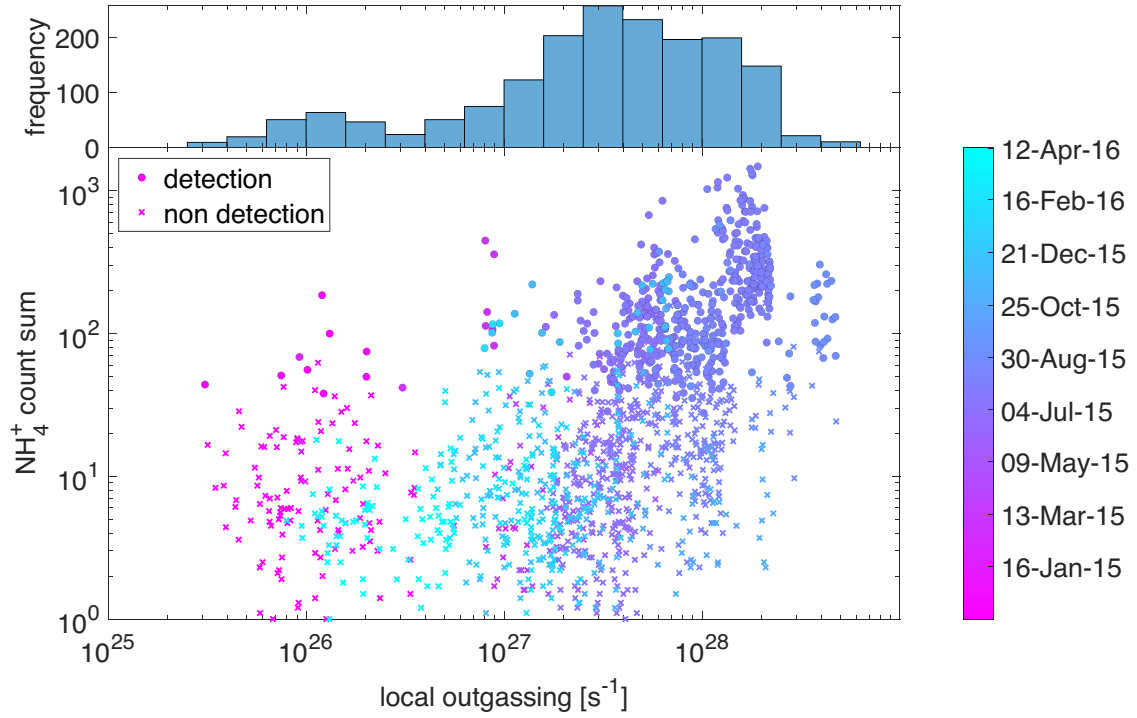 frequency
200
100
0
detection
non detection
NH₄⁺ count sum
10³
10²
10¹
10⁰
10²⁵
10²⁶
10²⁷
10²⁸
local outgassing [s⁻¹]
12-Apr-16
16-Feb-16
21-Dec-15
25-Oct-15
30-Aug-15
04-Jul-15
09-May-15
13-Mar-15
16-Jan-15